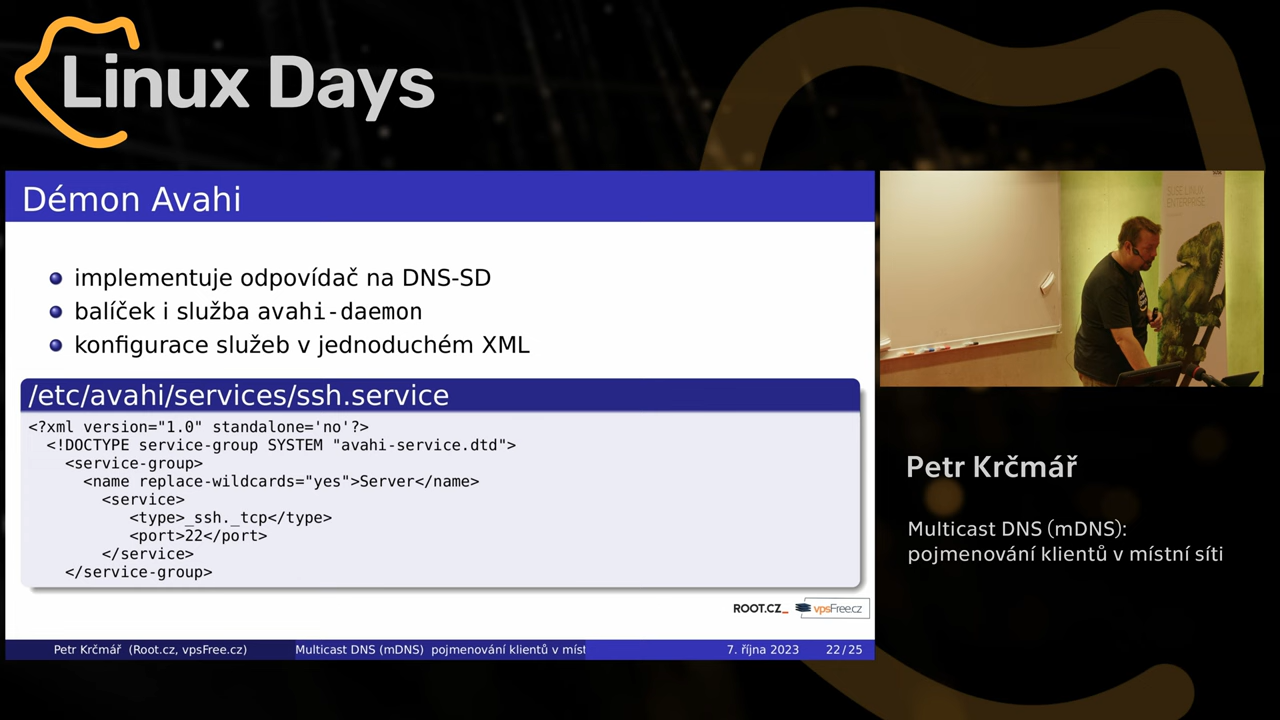 Linux Days
Démon Avahi
implementuje odpovídač na DNS-SD
balíček i služba avahi-daemon
konfigurace služeb v jednoduchém XML
/etc/avahi/services/ssh.service
<?xml version="1.0" standalone='no'?>
<!DOCTYPE service-group SYSTEM "avahi-service.dtd">
<service-group>
<name replace-wildcards="yes">Server</name>
<service>
<type>_ssh._tcp</type>
<port>22</port>
</service>
</service-group>
ROOT.CZ_ vpsFree.cz
Petr Krčmář (Root.cz, vpsFree.cz) Multicast DNS (mDNS) pojmenování klientů v míst 7. října 2023 22/25
SUSE LINUX
ENTERPRISE
Petr Krčmář
Multicast DNS (mDNS):
pojmenování klientů v místní síti